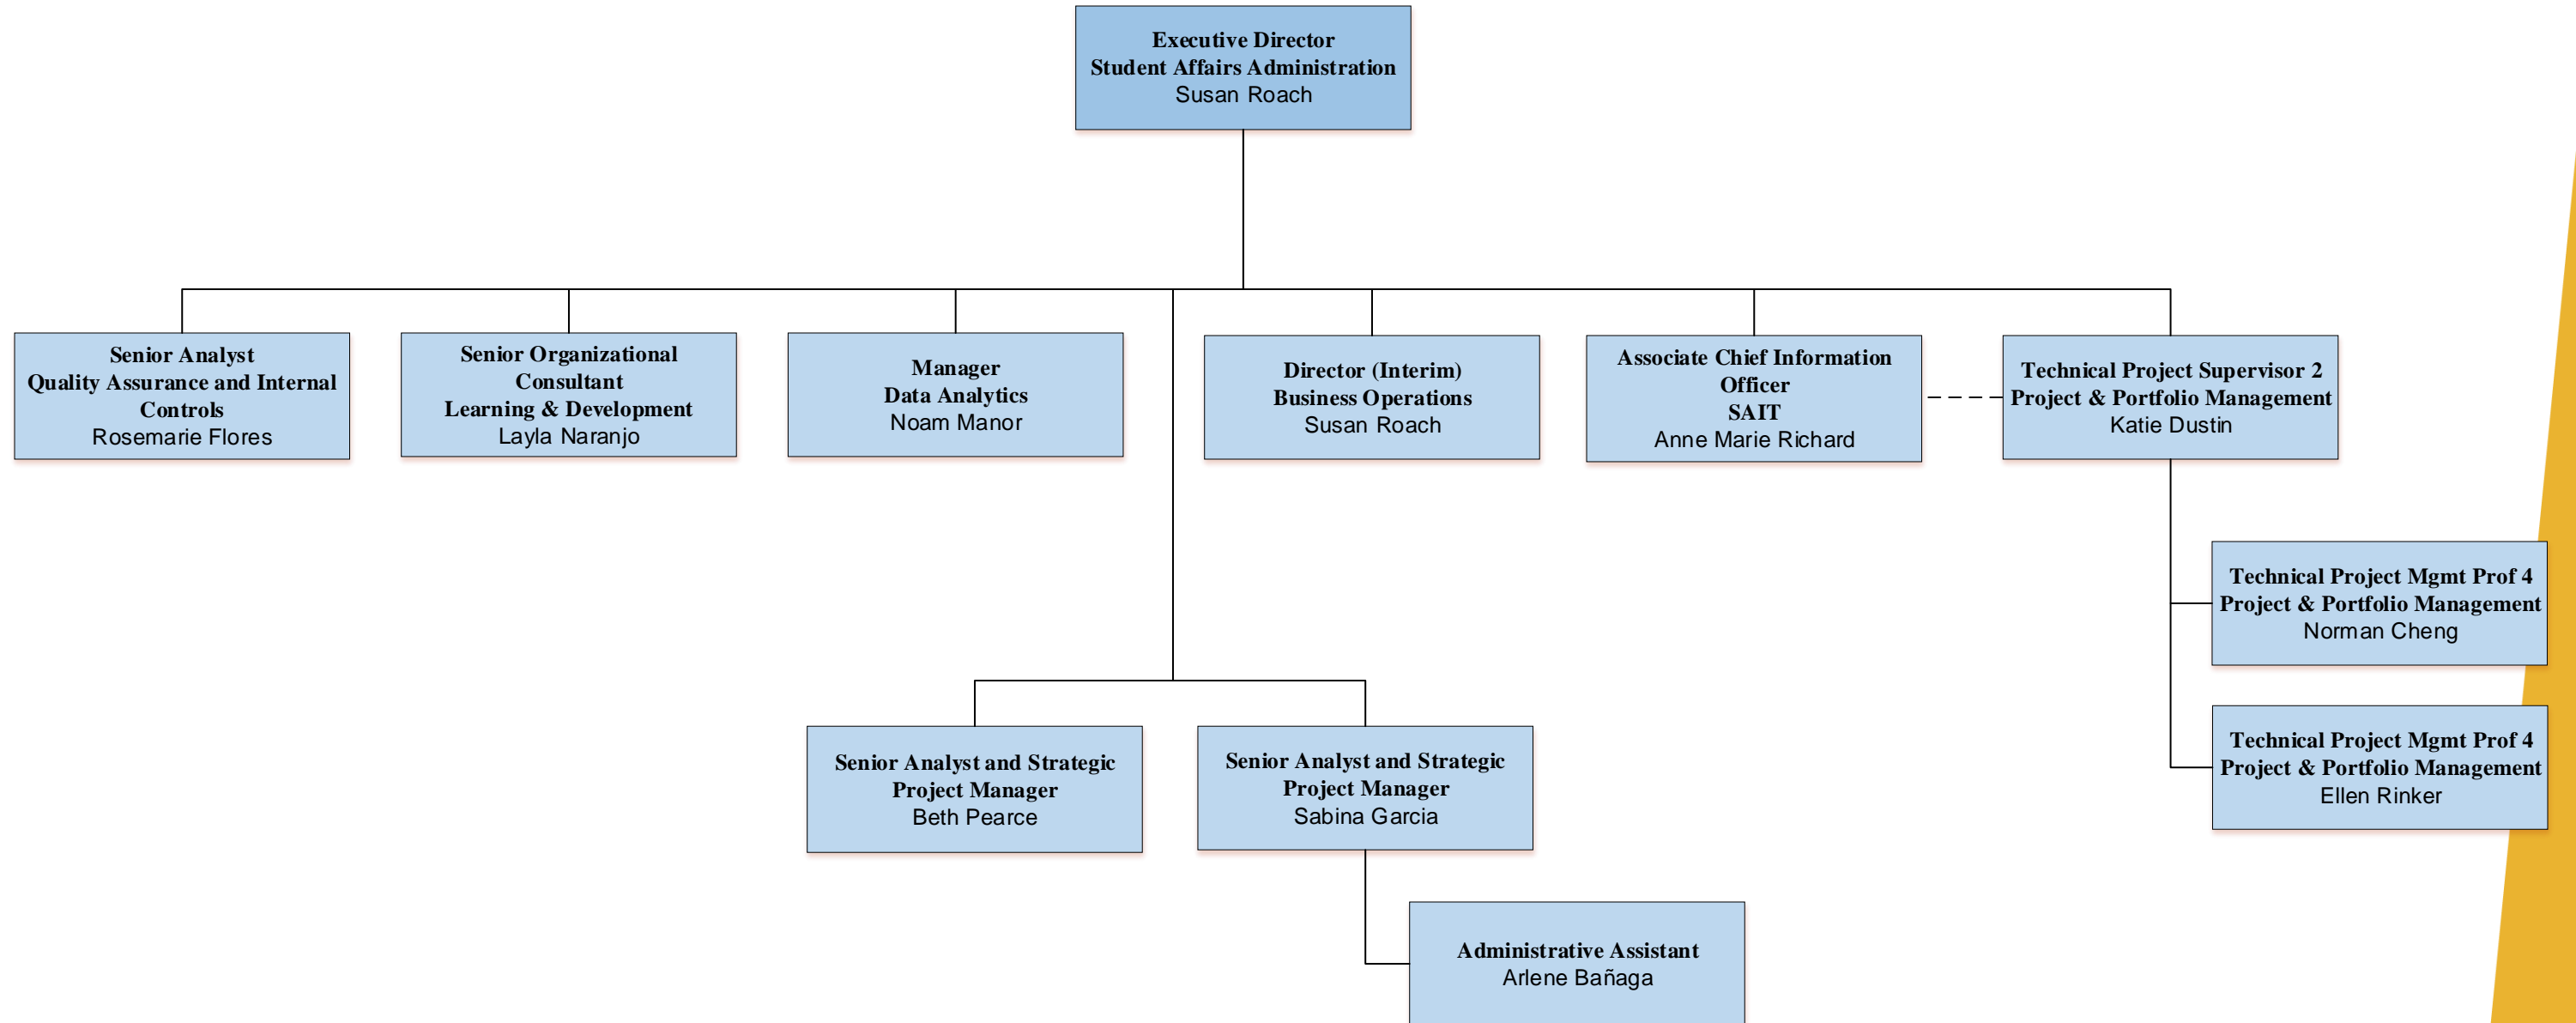 Executive Director
Student Affairs Administration
Susan Roach
Senior Analyst
Quality Assurance and Internal
Controls
Rosemarie Flores
Senior Organizational
Consultant
Learning & Development
Layla Naranjo
Manager
Data Analytics
Noam Manor
Director (Interim)
Business Operations
Susan Roach
Associate Chief Information
Officer
SAIT
Anne Marie Richard
Technical Project Supervisor 2
Project & Portfolio Management
Katie Dustin
Technical Project Mgmt Prof 4
Project & Portfolio Management
Norman Cheng
Technical Project Mgmt Prof 4
Project & Portfolio Management
Ellen Rinker
Senior Analyst and Strategic
Project Manager
Beth Pearce
Senior Analyst and Strategic
Project Manager
Sabina Garcia
Administrative Assistant
Arlene Bañaga